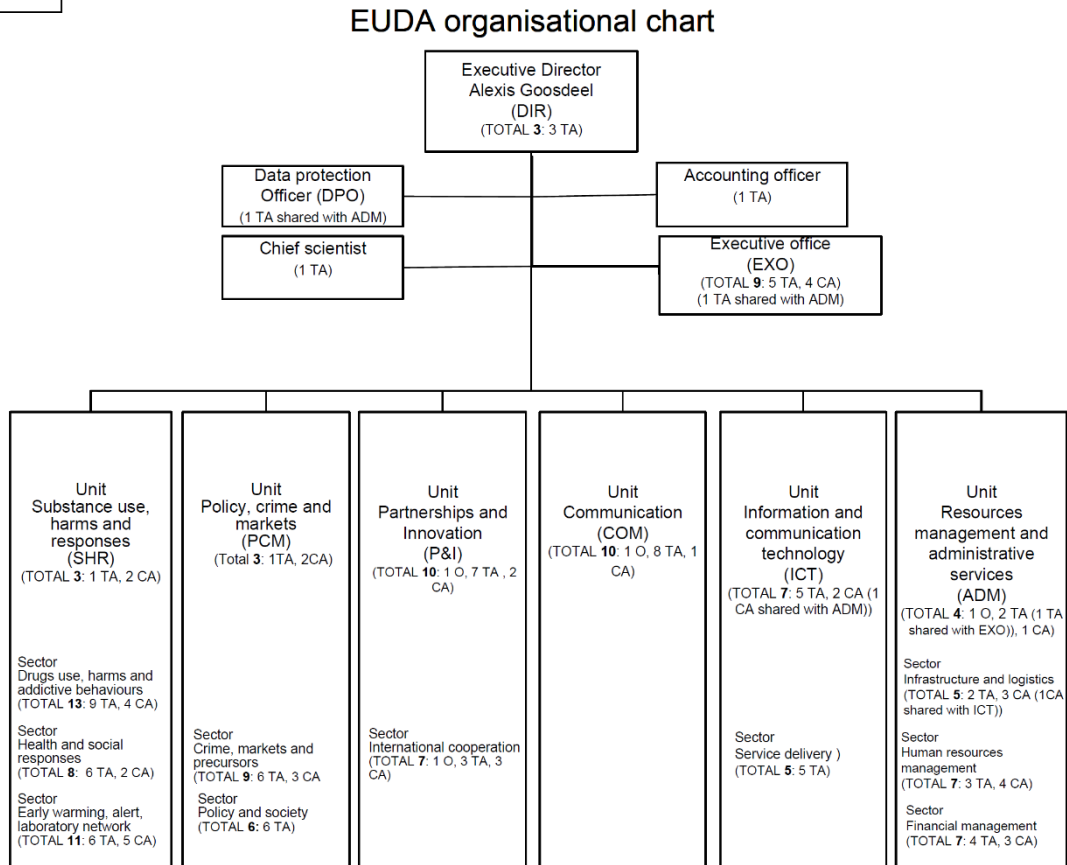 EUDA organisational chart
Executive Director
Alexis Goosdeel
(DIR)
(TOTAL 3: 3 TA)
Data protection
Officer (DPO)
(1 TA shared with ADM)
Accounting officer
(1 TA)
Chief scientist
(1 TA)
Executive office
(EXO)
(TOTAL 9: 5 TA, 4 CA)
(1 TA shared with ADM)
Unit
Substance use,
harms and
responses
(SHR)
(TOTAL 3: 1 TA, 2 CA)
Sector
Drugs use, harms and
addictive behaviours
(TOTAL 13: 9 TA, 4 CA)
Sector
Health and social
responses
(TOTAL 8:  6 TA, 2 CA)
Sector
Early warming, alert,
laboratory network
(TOTAL 11: 6 TA, 5 CA)
Unit
Policy, crime and
markets
(PCM)
(Total 3: 1TA, 2CA)
Sector
Crime, markets and
precursors
(TOTAL 9: 6 TA, 3 CA
Sector
Policy and society
(TOTAL 6: 6 TA)
Unit
Partnerships and
Innovation
(P&I)
(TOTAL 10: 1 O, 7 TA , 2
CA)
Sector
International cooperation
(TOTAL 7: 1 O, 3 TA, 3
CA)
Unit
Communication
(COM)
(TOTAL 10: 1 O, 8 TA, 1
CA)
Unit
Information and
communication
technology
(ICT)
(TOTAL 7: 5 TA, 2 CA (1
CA shared with ADM))
Sector
Service delivery )
(TOTAL 5: 5 TA)
Unit
Resources
management and
administrative
services
(ADM)
(TOTAL 4: 1 O, 2 TA (1 TA
shared with EXO)), 1 CA)
Sector
Infrastructure and logistics
(TOTAL 5: 2 TA, 3 CA (1CA
shared with ICT))
Sector
Human resources
management
(TOTAL 7: 3 TA, 4 CA)
Sector
Financial management
(TOTAL 7: 4 TA, 3 CA)